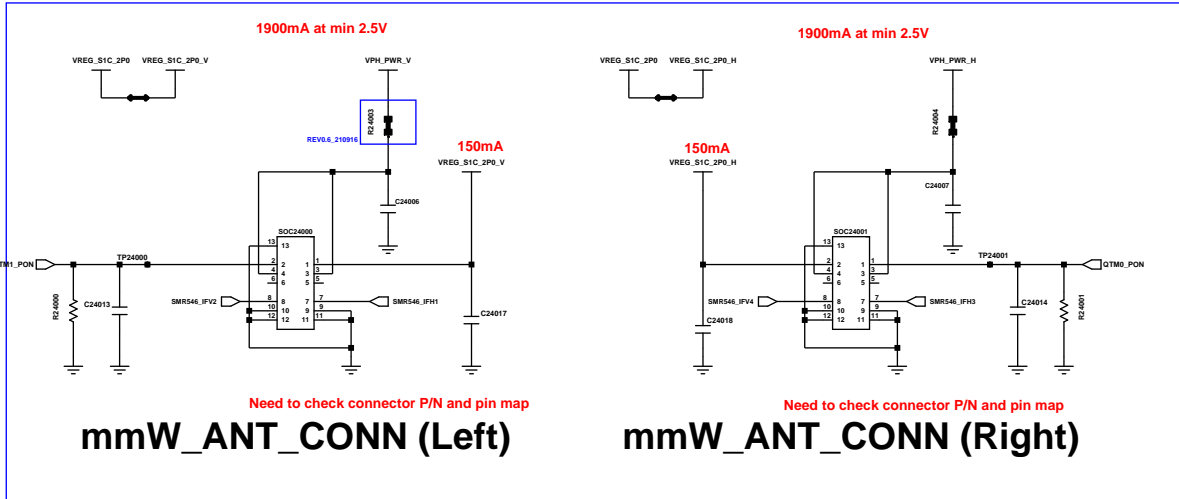 1900mA at min 2.5V
1900mA at min 2.5V
VREG_S1C_2P0
VREG_S1C_2P0_V
VPH_PWR_V
VREG_S1C_2P0
VREG_S1C_2P0_H
VPH_PWR_H
R24003
REV0.6_210916
R24004
150mA
VREG_S1C_2P0_V
150mA
VREG_S1C_2P0_H
C24006
C24007
SOC24000
13
13
2
2
1
1
4
4
3
3
6
6
5
5
8
8
7
7
10
10
9
9
12
12
11
11
TM1_PON
TP24000
R24000
C24013
SMR546_IFV2
SMR546_IFH1
C24017
SOC24001
13
13
2
2
1
1
4
4
3
3
6
6
5
5
8
8
7
7
10
10
9
9
12
12
11
11
TP24001
QTM0_PON
SMR546_IFV4
SMR546_IFH3
C24018
C24014
R24001
Need to check connector P/N and pin map
Need to check connector P/N and pin map
mmW_ANT_CONN (Left)
mmW_ANT_CONN (Right)